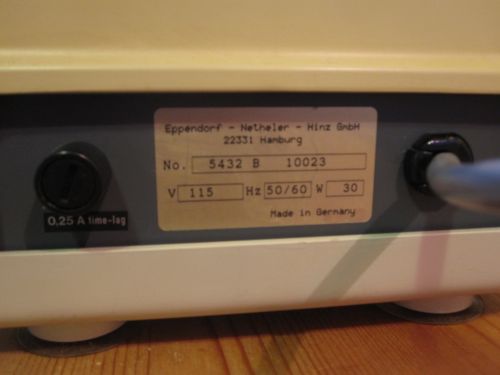 Eppendorf - Netheler - Hinz GmbH
22331 Hamburg
No. 5432 B 10023
V 115 Hz 50/60 W 30
Made in Germany
0,25 A time-lag